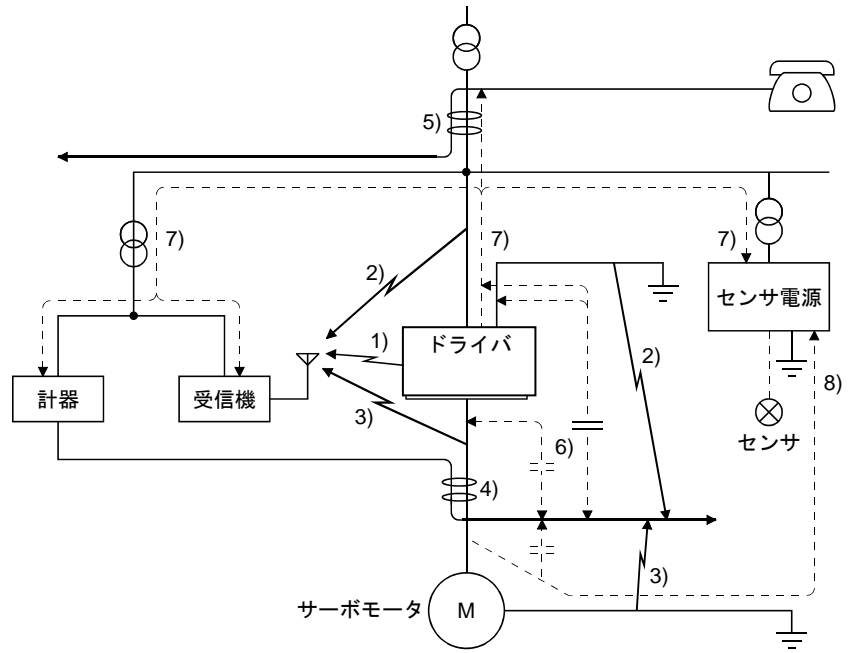 5)
7)
7)
7)
2)
センサ電源
1)
ドライバ
2)
8)
計器
受信機
3)
センサ
6)
4)
3)
サーボモータ
M